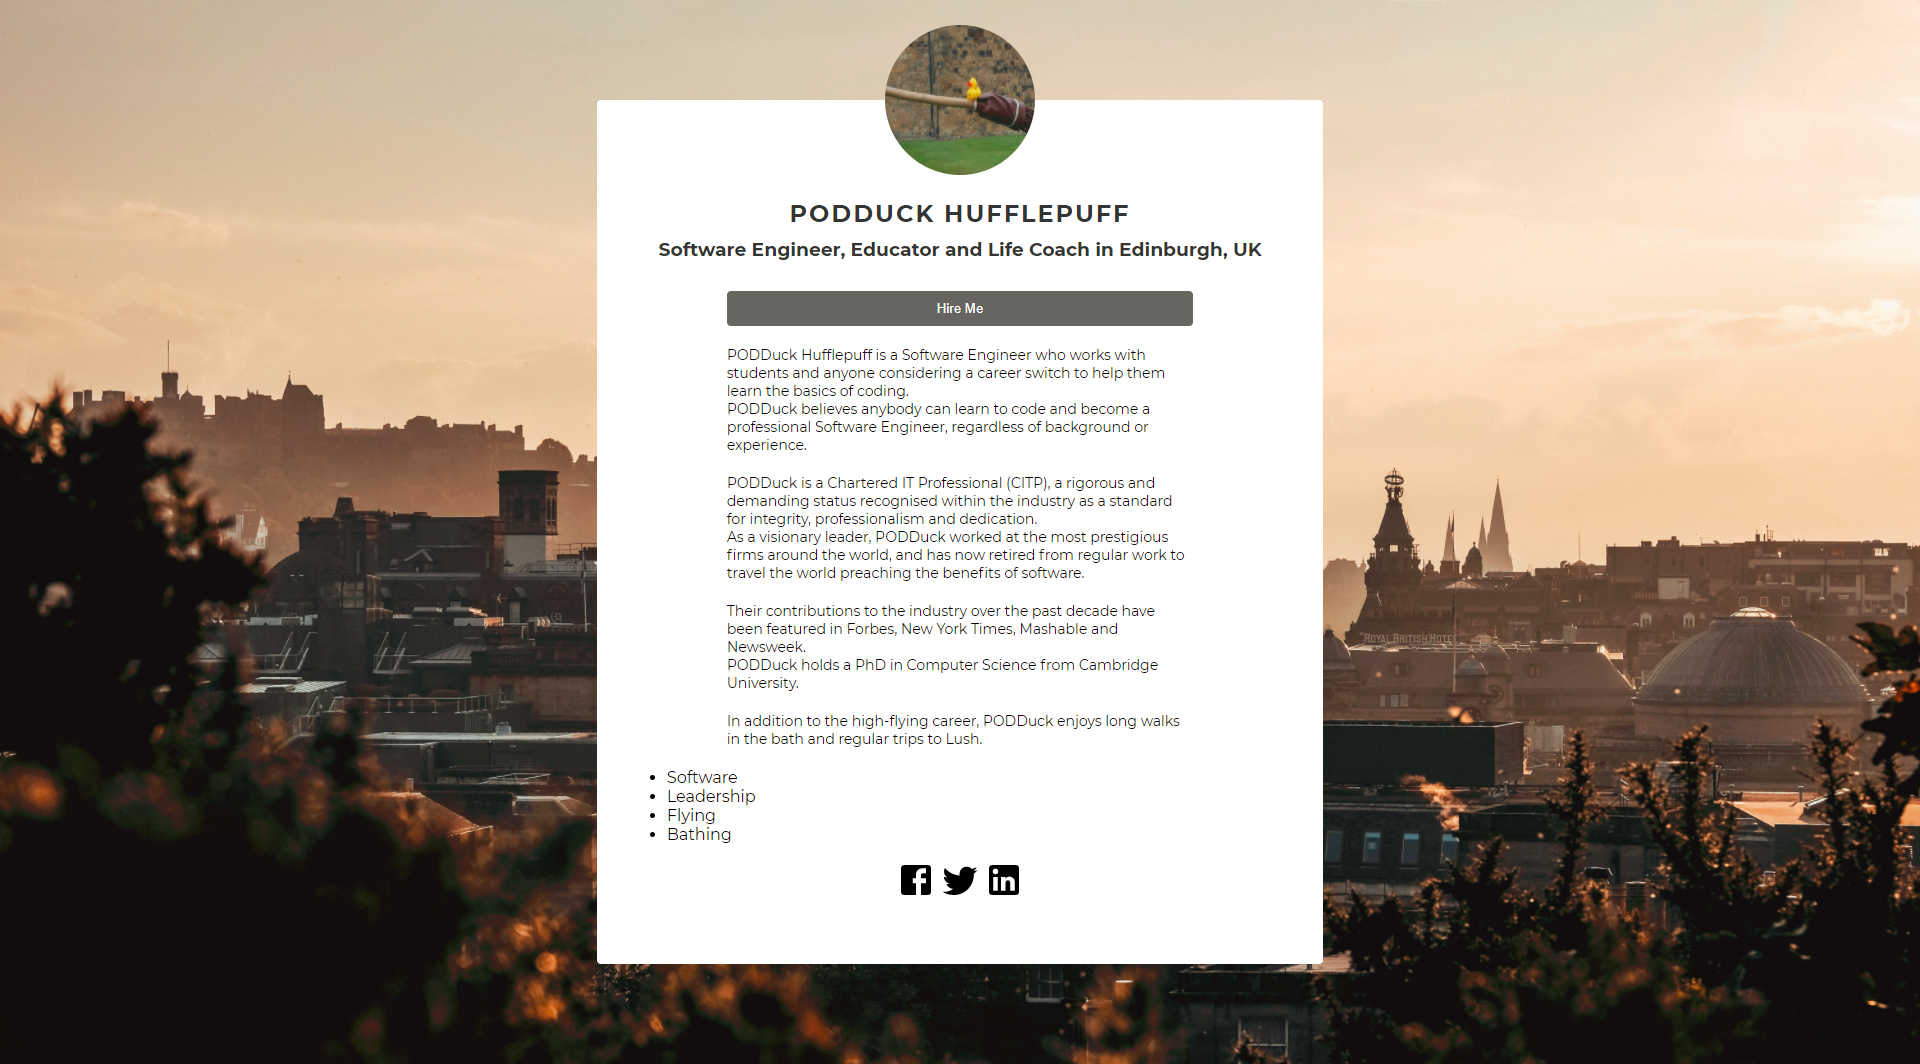 PODDUCK HUFFLEPUFF
Software Engineer, Educator and Life Coach in Edinburgh, UK
Hire Me
PODDuck Hufflepuff is a Software Engineer who works with
students and anyone considering a career switch to help them
learn the basics of coding.
PODDuck believes anybody can learn to code and become a
professional Software Engineer, regardless of background or
experience.
PODDuck is a Chartered IT Professional (CITP), a rigorous and
demanding status recognised within the industry as a standard
for integrity, professionalism and dedication.
As a visionary leader, PODDuck worked at the most prestigious
firms around the world, and has now retired from regular work to
travel the world preaching the benefits of software.
Their contributions to the industry over the past decade have
been featured in Forbes, New York Times, Mashable and
Newsweek.
PODDuck holds a PhD in Computer Science from Cambridge
University.
In addition to the high-flying career, PODDuck enjoys long walks
in the bath and regular trips to Lush.
Software
Leadership
Flying
Bathing
ROYAL BRITISH HOTEL